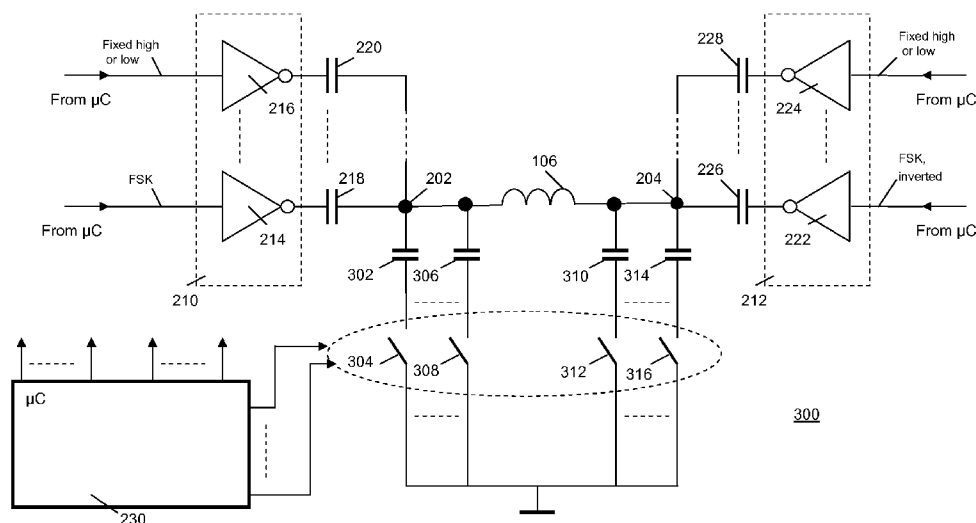 Fixed high
or low
220
228
Fixed high
or low
From µC
216
224
From µC
FSK
218
202
106
204
226
FSK,
inverted
From µC
214
222
From µC
302
306
310
314
210
212
304
308
312
316
µC
300
230